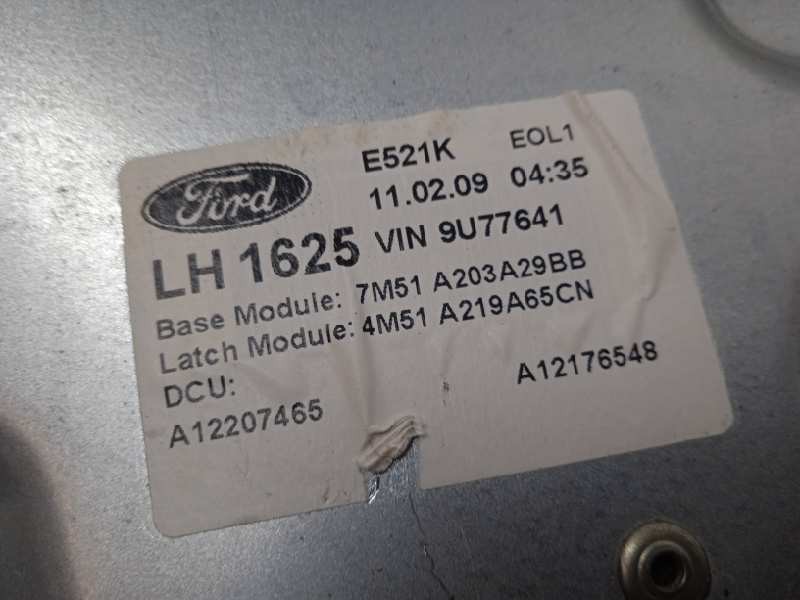 Ford
E521K EOL1
11.02.09 04:35
LH 1625 VIN 9U77641
Base Module: 7M51 A203A29BB
Latch Module: 4M51 A219A65CN
DCU:
A12207465 A12176548